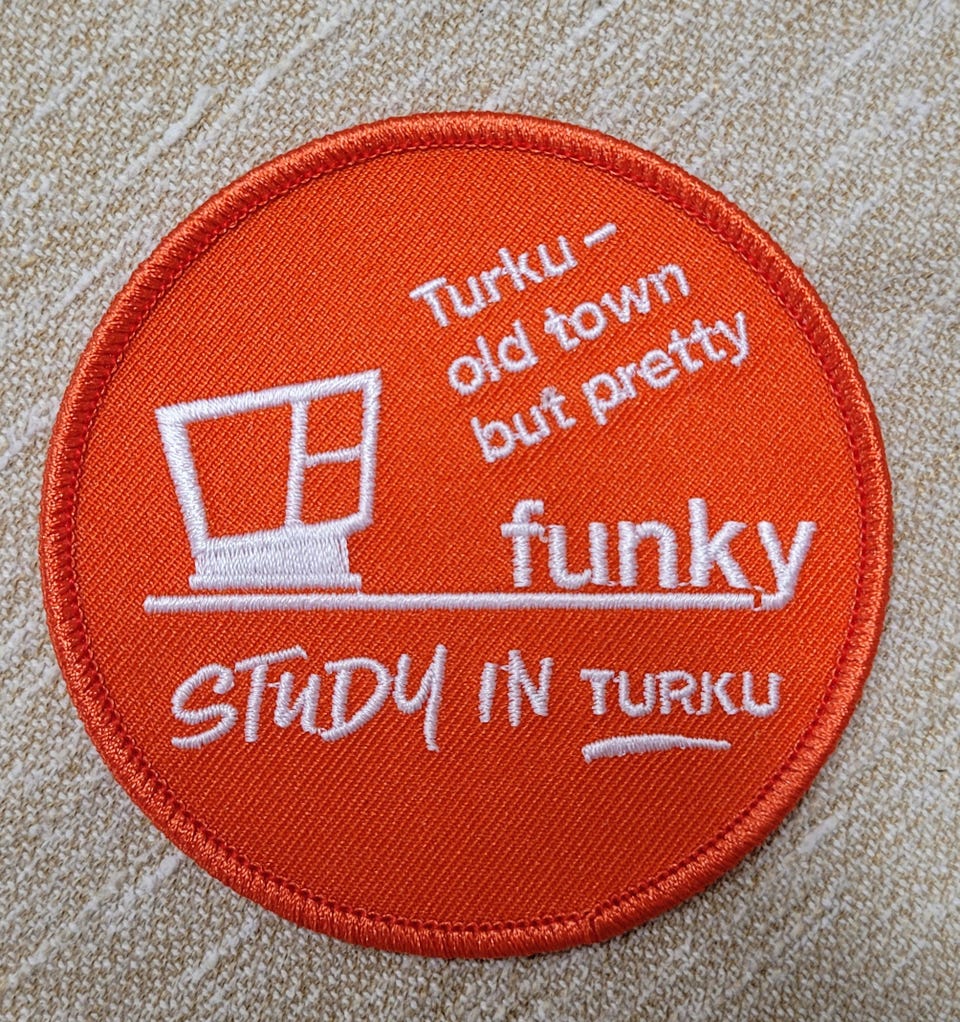 Turku –
old town
but pretty
funky
STUDY IN TURKU